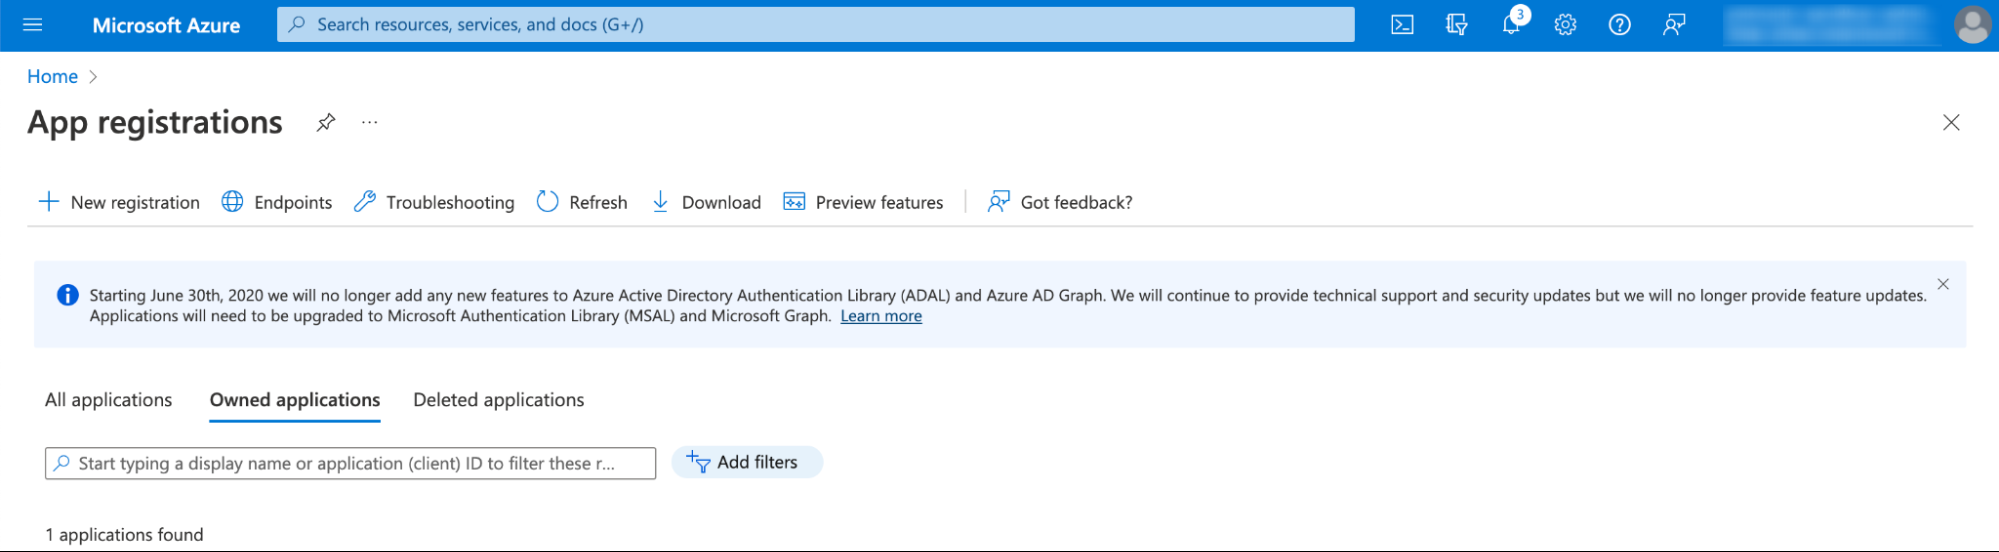 Microsoft Azure
Search resources, services, and docs (G+/)
3
Home
App registrations
New registration
Endpoints
Troubleshooting
Refresh
Download
Preview features
Got feedback?
Starting June 30th, 2020 we will no longer add any new features to Azure Active Directory Authentication Library (ADAL) and Azure AD Graph. We will continue to provide technical support and security updates but we will no longer provide feature updates.
Applications will need to be upgraded to Microsoft Authentication Library (MSAL) and Microsoft Graph. Learn more
All applications
Owned applications
Deleted applications
Start typing a display name or application (client) ID to filter these r...
Add filters
1 applications found